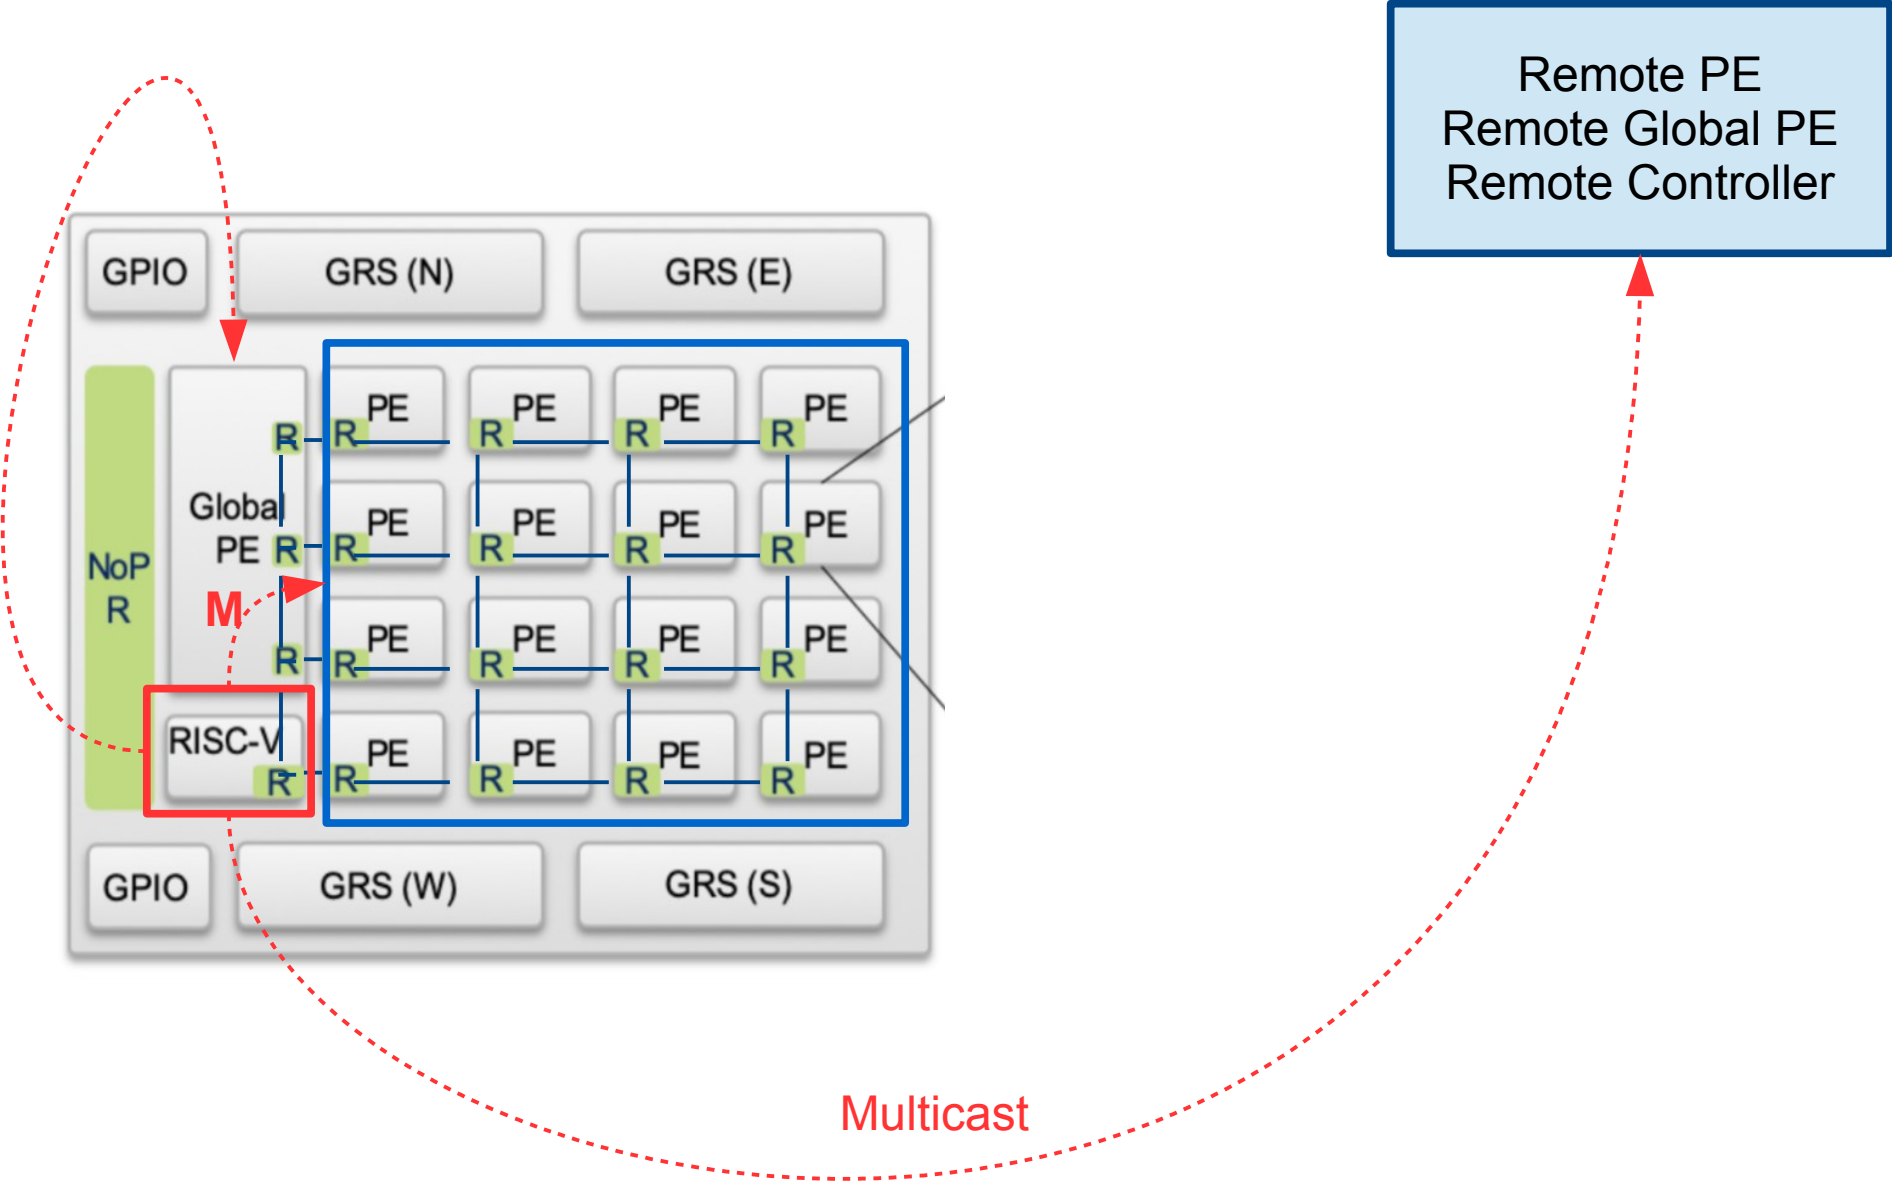 Remote PE
Remote Global PE
Remote Controller
GPIO
GRS (N)
GRS (E)
PE
PE
PE
PE
R
R
R
R
R
Global
PE
PE
PE
PE
PE
R
R
R
R
R
NoP
R
M
PE
PE
PE
PE
R
R
R
R
R
RISC-V
PE
PE
PE
PE
R
R
R
R
R
GPIO
GRS (W)
GRS (S)
Multicast